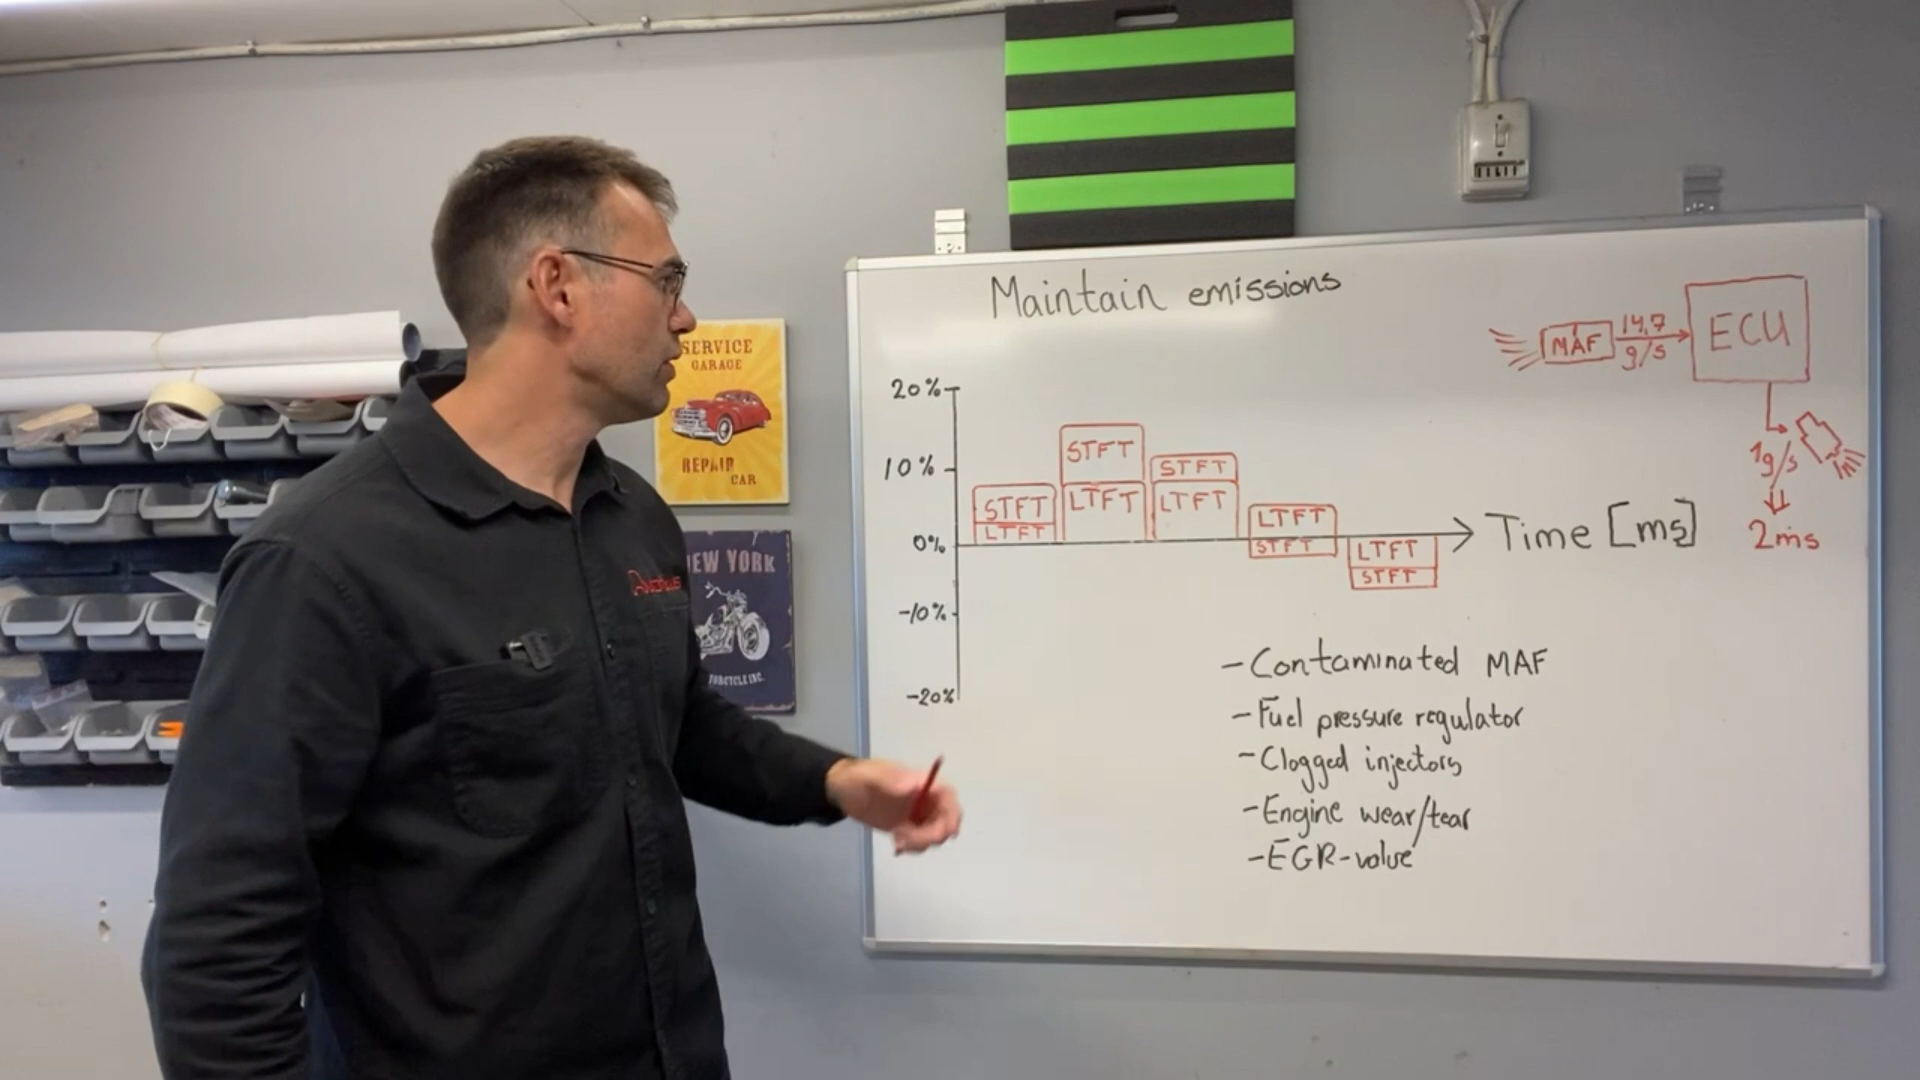 Maintain emissions
20%
10%
0%
-10%
-20%
STFT
LTFT
STFT
LTFT
STFT
LTFT
LTFT
STFT
LTFT
STFT
Time [ms]
MAF
14,7
g/s
ECU
1g/s
2ms
-Contaminated MAF
-Fuel pressure regulator
-Clogged injectors
-Engine wear/tear
-EGR-valve
SERVICE
GARAGE
REPAIR
CAR
NEW YORK